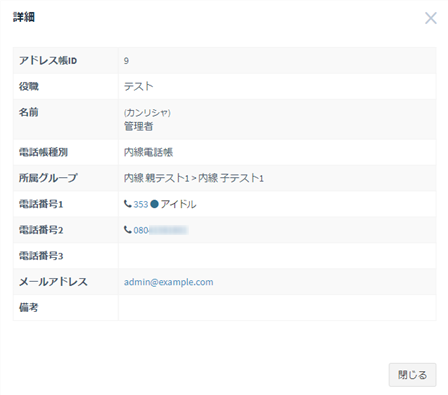 詳細
アドレス帳ID 9
役職 テスト
名前 (カンリシャ)
管理者
電話帳種別 内線電話帳
所属グループ 内線 親テスト1 > 内線 子テスト1
電話番号1 353 アイドル
電話番号2 080
電話番号3
メールアドレス admin@example.com
備考
閉じる